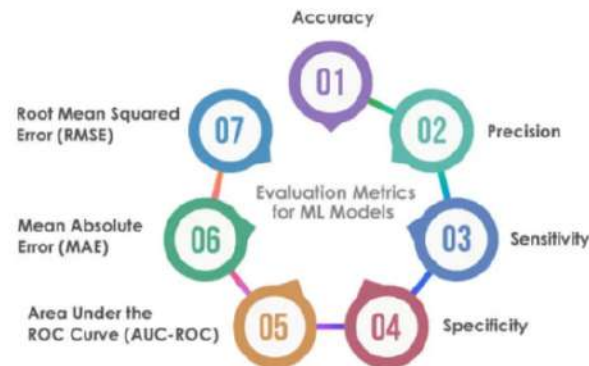 Accuracy
01
02
Precision
03
Sensitivity
04
Specificity
05
Area Under the
ROC Curve (AUC-ROC)
06
Mean Absolute
Error (MAE)
07
Root Mean Squared
Error (RMSE)
Evaluation Metrics
for ML Models